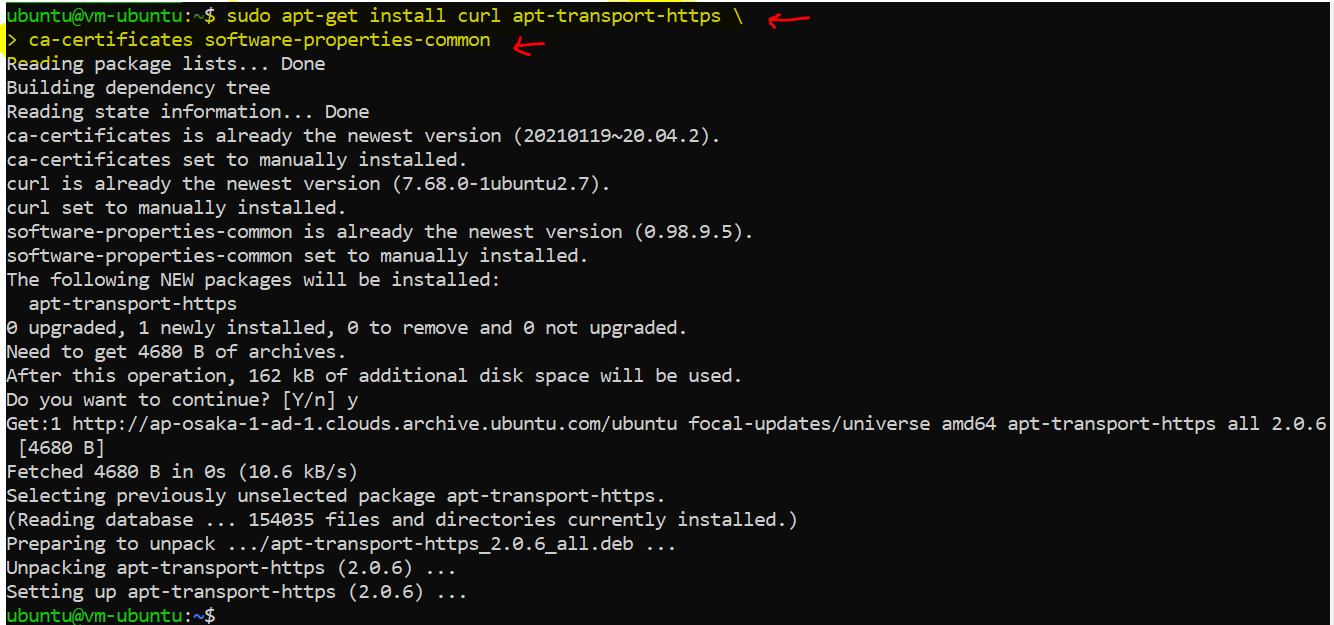 ubuntu@vm-ubuntu:~$ sudo apt-get install curl apt-transport-https \
> ca-certificates software-properties-common
Reading package lists... Done
Building dependency tree
Reading state information... Done
ca-certificates is already the newest version (20210119~20.04.2).
ca-certificates set to manually installed.
curl is already the newest version (7.68.0-1ubuntu2.7).
curl set to manually installed.
software-properties-common is already the newest version (0.98.9.5).
software-properties-common set to manually installed.
The following NEW packages will be installed:
  apt-transport-https
0 upgraded, 1 newly installed, 0 to remove and 0 not upgraded.
Need to get 4680 B of archives.
After this operation, 162 kB of additional disk space will be used.
Do you want to continue? [Y/n] y
Get:1 http://ap-osaka-1-ad-1.clouds.archive.ubuntu.com/ubuntu focal-updates/universe amd64 apt-transport-https all 2.0.6
 [4680 B]
Fetched 4680 B in 0s (10.6 kB/s)
Selecting previously unselected package apt-transport-https.
(Reading database ... 154035 files and directories currently installed.)
Preparing to unpack .../apt-transport-https_2.0.6_all.deb ...
Unpacking apt-transport-https (2.0.6) ...
Setting up apt-transport-https (2.0.6) ...
ubuntu@vm-ubuntu:~$